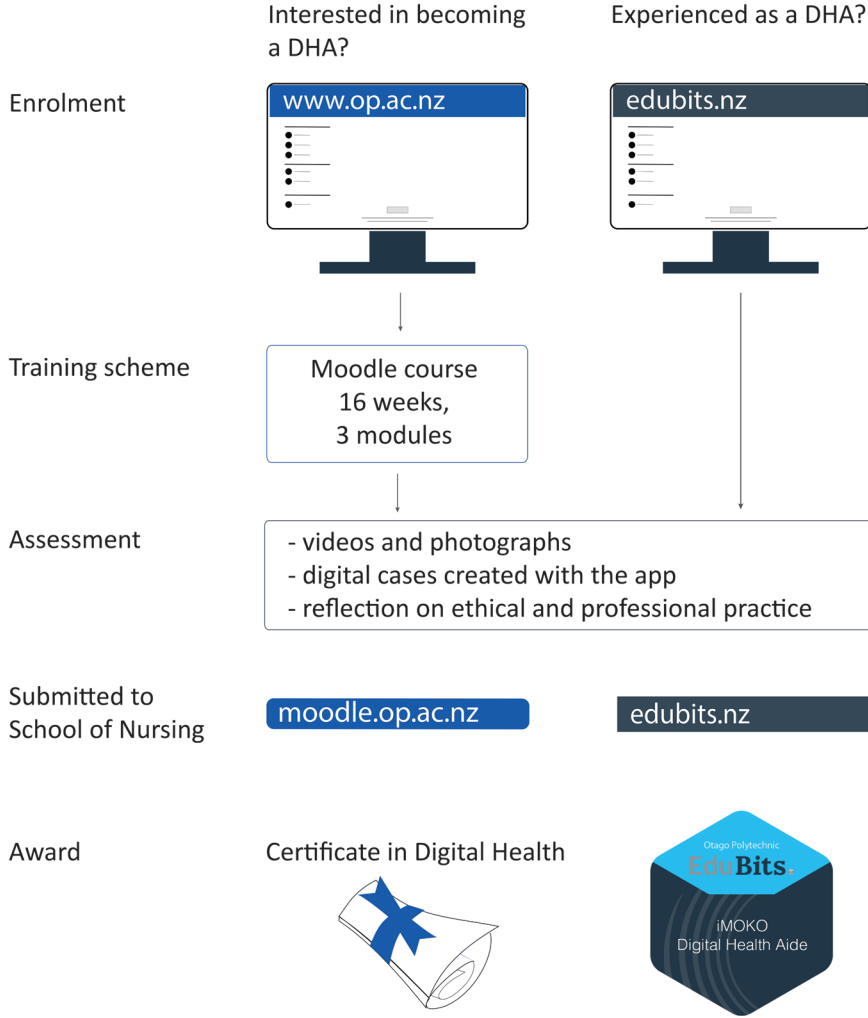 Interested in becoming
a DHA?
Experienced as a DHA?
Enrolment
www.op.ac.nz
edubits.nz
Training scheme
Moodle course
16 weeks,
3 modules
Assessment
- videos and photographs
- digital cases created with the app
- reflection on ethical and professional practice
Submitted to
School of Nursing
moodle.op.ac.nz
edubits.nz
Award
Certificate in Digital Health
Otago Polytechnic
EduBits
iMOKO
Digital Health Aide